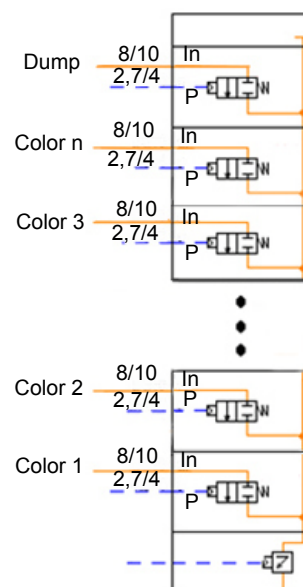 8/10 In
Dump
2,7/4
P
8/10 In
Color n
2,7/4
P
8/10 In
Color 3
2,7/4
P
8/10 In
Color 2
2,7/4 P
8/10 In
Color 1
2,7/4
P